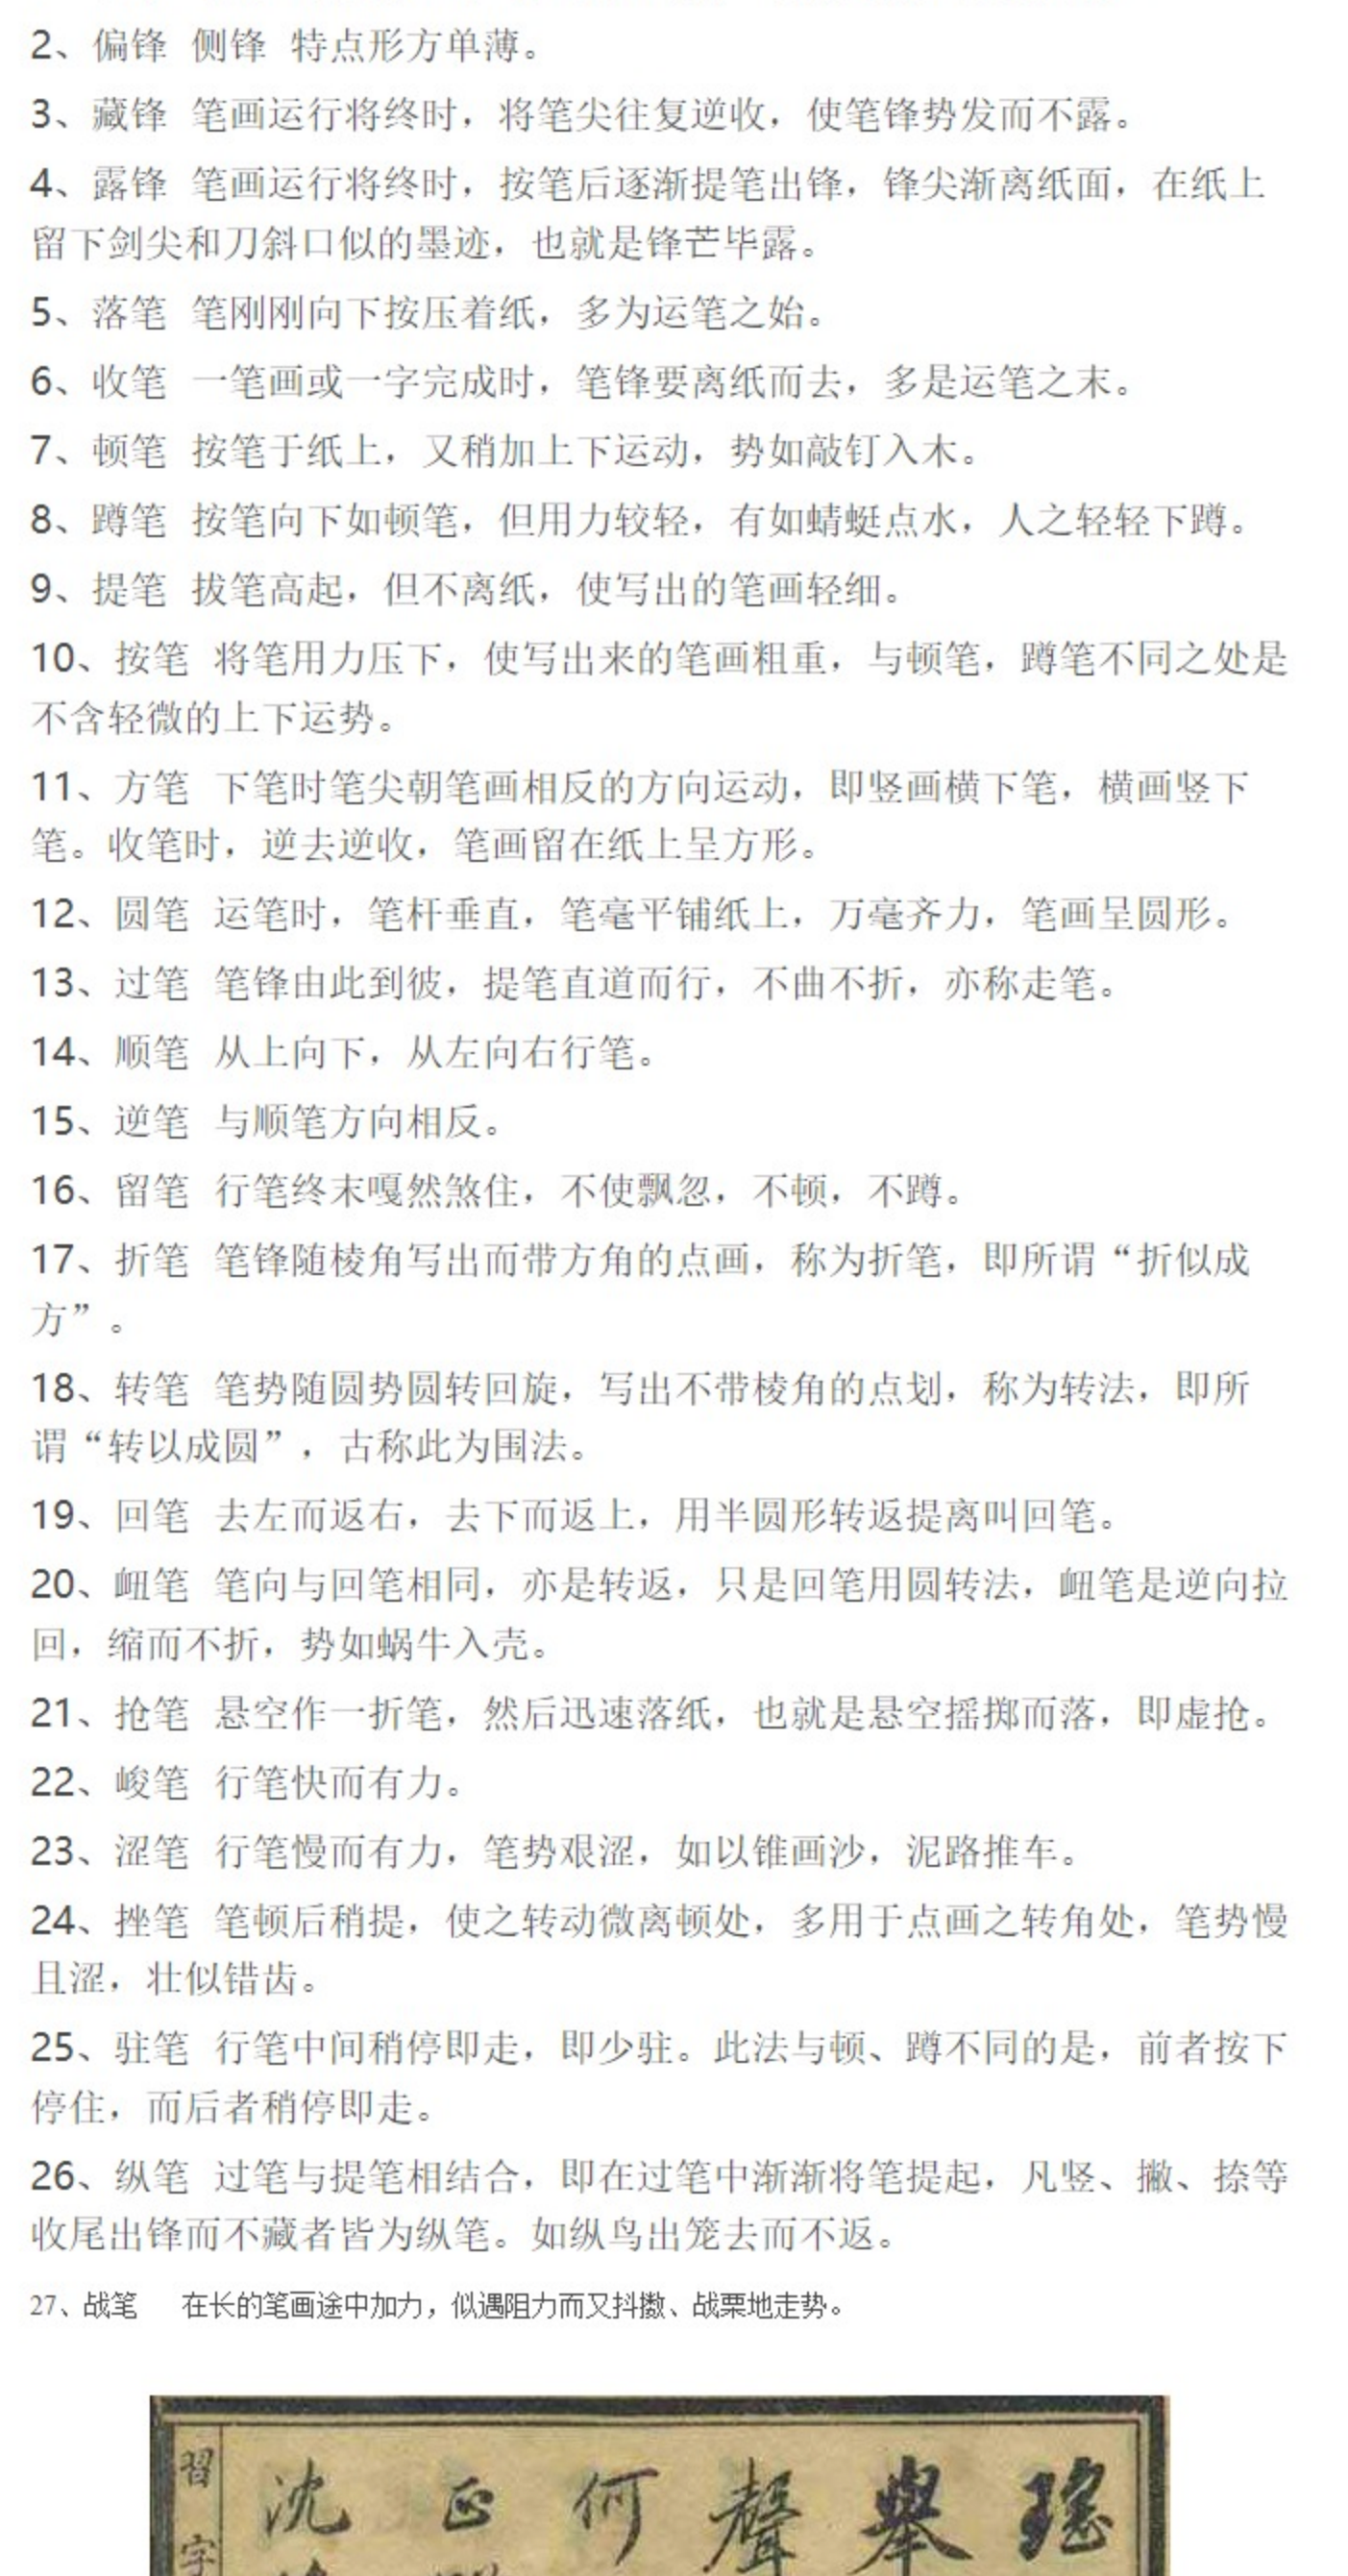 2、偏锋 侧锋 特点形方单薄。
3、藏锋 笔画运行将终时，将笔尖往复逆收，使笔锋势发而不露。
4、露锋 笔画运行将终时，按笔后逐渐提笔出锋，锋尖渐离纸面，在纸上
留下剑尖和刀斜口似的墨迹，也就是锋芒毕露。
5、落笔 笔刚刚向下按压着纸，多为运笔之始。
6、收笔 一笔画或一字完成时，笔锋要离纸而去，多是运笔之末。
7、顿笔 按笔于纸上，又稍加上下运动，势如敲钉入木。
8、蹲笔 按笔向下如顿笔，但用力较轻，有如蜻蜓点水，人之轻轻下蹲。
9、提笔 拔笔高起，但不离纸，使写出的笔画轻细。
10、按笔 将笔用力压下，使写出来的笔画粗重，与顿笔，蹲笔不同之处是
不含轻微的上下运势。
11、方笔 下笔时笔尖朝笔画相反的方向运动，即竖画横下笔，横画竖下
笔。收笔时，逆去逆收，笔画留在纸上呈方形。
12、圆笔 运笔时，笔杆垂直，笔毫平铺纸上，万毫齐力，笔画呈圆形。
13、过笔 笔锋由此到彼，提笔直道而行，不曲不折，亦称走笔。
14、顺笔 从上向下，从左向右行笔。
15、逆笔 与顺笔方向相反。
16、留笔 行笔终末嘎然煞住，不使飘忽，不顿，不蹲。
17、折笔 笔锋随棱角写出而带方角的点画，称为折笔，即所谓“折似成
方”。
18、转笔 笔势随圆势圆转回旋，写出不带棱角的点划，称为转法，即所
谓“转以成圆”，古称此为围法。
19、回笔 去左而返右，去下而返上，用半圆形转返提离叫回笔。
20、衄笔 笔向与回笔相同，亦是转返，只是回笔用圆转法，衄笔是逆向拉
回，缩而不折，势如蜗牛入壳。
21、抢笔 悬空作一折笔，然后迅速落纸，也就是悬空摇掷而落，即虚抢。
22、峻笔 行笔快而有力。
23、涩笔 行笔慢而有力，笔势艰涩，如以锥画沙，泥路推车。
24、挫笔 笔顿后稍提，使之转动微离顿处，多用于点画之转角处，笔势慢
且涩，壮似错齿。
25、驻笔 行笔中间稍停即走，即少驻。此法与顿、蹲不同的是，前者按下
停住，而后者稍停即走。
26、纵笔 过笔与提笔相结合，即在过笔中渐渐将笔提起，凡竖、撇、捺等
收尾出锋而不藏者皆为纵笔。如纵鸟出笼去而不返。
27、战笔 在长的笔画途中加力，似遇阻力而又抖擞、战栗地走势。
瑤
舉
聲
何
正
沈
習字